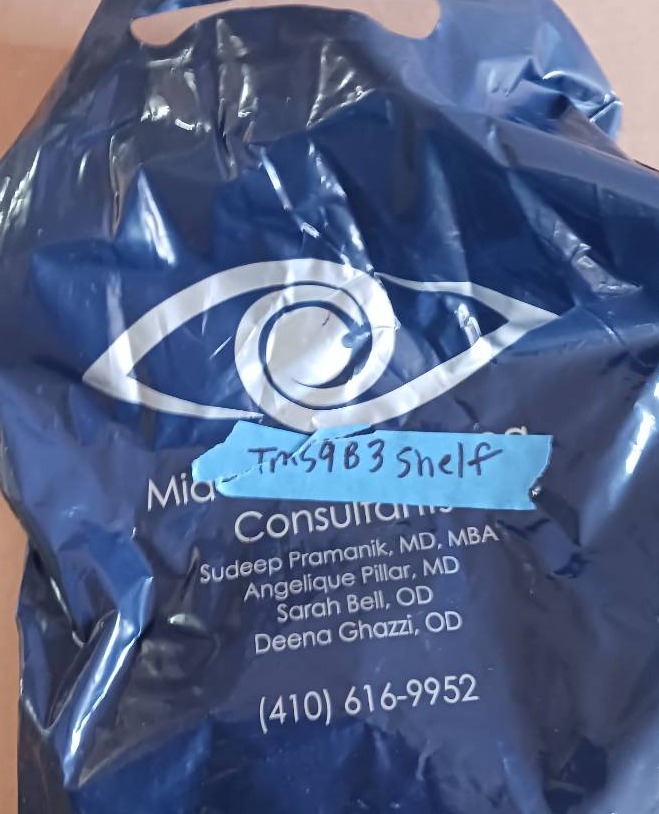 TMS9B3 Shelf
Consultants
Sudeep Pramanik, MD, MBA
Angelique Pillar, MD
Sarah Bell, OD
Deena Ghazzi, OD
(410) 616-9952